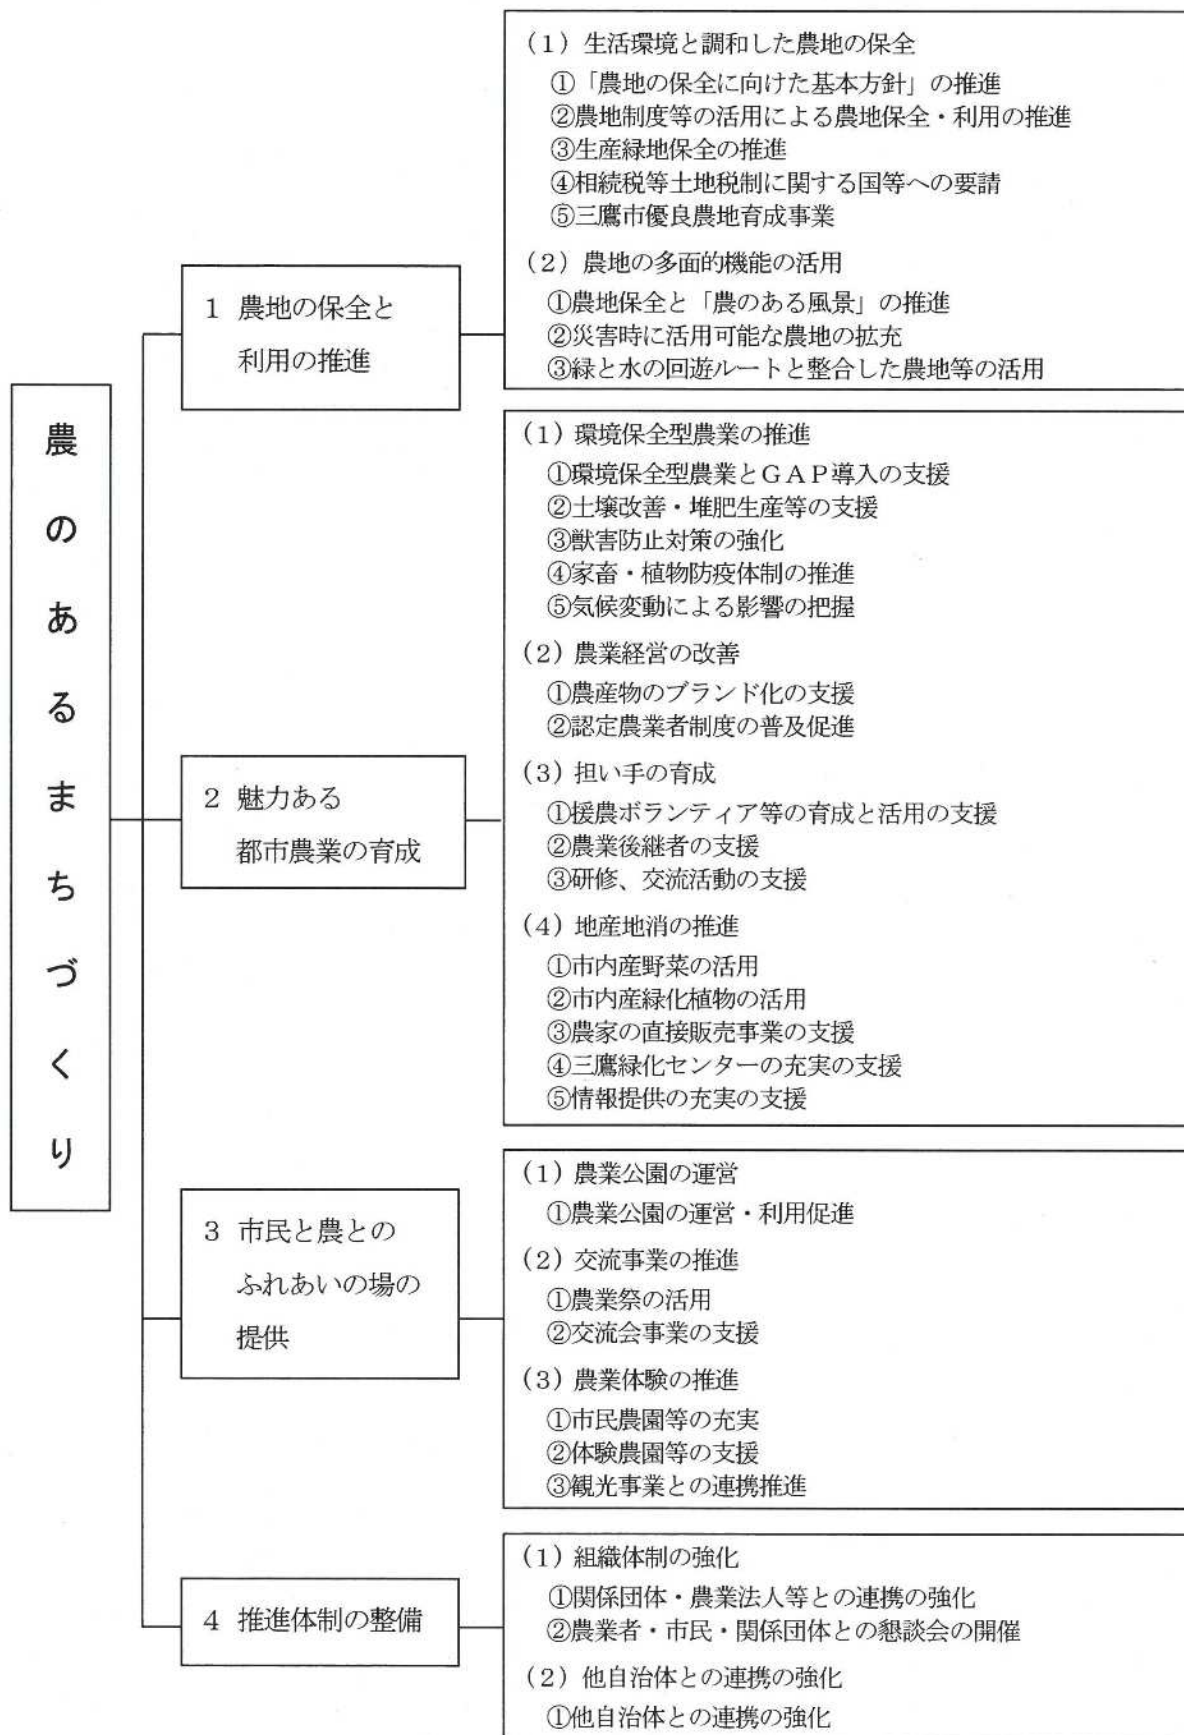 農のあるまちづくり
1 農地の保全と
利用の推進
(1) 生活環境と調和した農地の保全
①「農地の保全に向けた基本方針」の推進
②農地制度等の活用による農地保全・利用の推進
③生産緑地保全の推進
④相続税等土地税制に関する国等への要請
⑤三鷹市優良農地育成事業
(2) 農地の多面的機能の活用
①農地保全と「農のある風景」の推進
②災害時に活用可能な農地の拡充
③緑と水の回遊ルートと整合した農地等の活用
2 魅力ある
都市農業の育成
(1) 環境保全型農業の推進
①環境保全型農業とGAP導入の支援
②土壌改善・堆肥生産等の支援
③獣害防止対策の強化
④家畜・植物防疫体制の推進
⑤気候変動による影響の把握
(2) 農業経営の改善
①農産物のブランド化の支援
②認定農業者制度の普及促進
(3) 担い手の育成
①援農ボランティア等の育成と活用の支援
②農業後継者の支援
③研修、交流活動の支援
(4) 地産地消の推進
①市内産野菜の活用
②市内産緑化植物の活用
③農家の直接販売事業の支援
④三鷹緑化センターの充実の支援
⑤情報提供の充実の支援
3 市民と農との
ふれあいの場の
提供
(1) 農業公園の運営
①農業公園の運営・利用促進
(2) 交流事業の推進
①農業祭の活用
②交流会事業の支援
(3) 農業体験の推進
①市民農園等の充実
②体験農園等の支援
③観光事業との連携推進
4 推進体制の整備
(1) 組織体制の強化
①関係団体・農業法人等との連携の強化
②農業者・市民・関係団体との懇談会の開催
(2) 他自治体との連携の強化
①他自治体との連携の強化